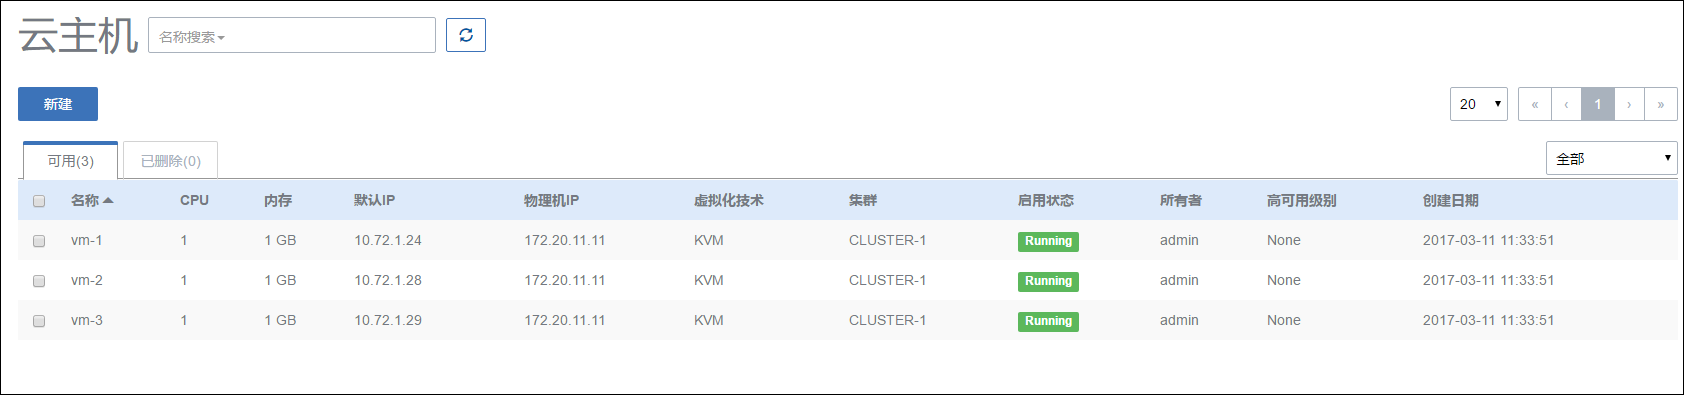 云主机 名称搜索
新建 20 « ‹ 1 › »
可用(3) 已删除(0) 全部
名称 CPU 内存 默认IP 物理机IP 虚拟化技术 集群 启用状态 所有者 高可用级别 创建日期
vm-1 1 1 GB 10.72.1.24 172.20.11.11 KVM CLUSTER-1 Running admin None 2017-03-11 11:33:51
vm-2 1 1 GB 10.72.1.28 172.20.11.11 KVM CLUSTER-1 Running admin None 2017-03-11 11:33:51
vm-3 1 1 GB 10.72.1.29 172.20.11.11 KVM CLUSTER-1 Running admin None 2017-03-11 11:33:51